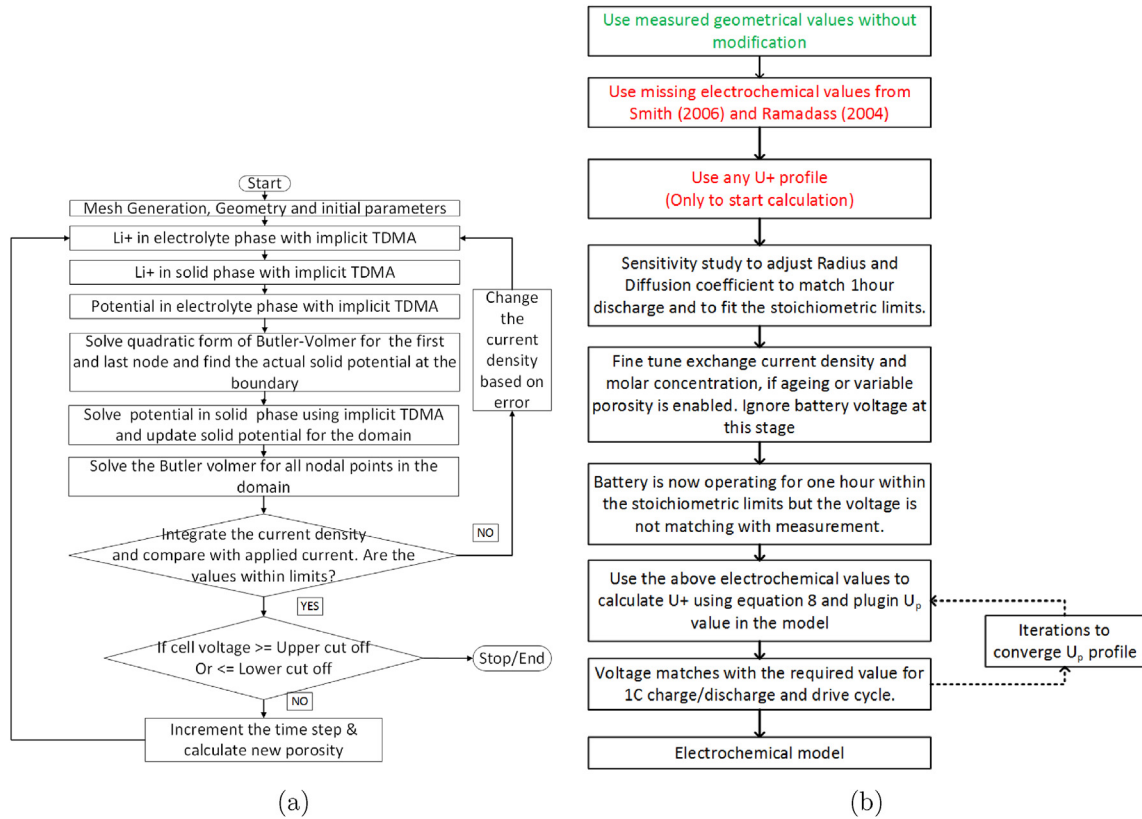 Start
Mesh Generation, Geometry and initial parameters
Li+ in electrolyte phase with implicit TDMA
Li+ in solid phase with implicit TDMA
Potential in electrolyte phase with implicit TDMA
Solve quadratic form of Butler-Volmer for the first
and last node and find the actual solid potential at the
boundary
Solve potential in solid phase using implicit TDMA
and update solid potential for the domain
Solve the Butler volmer for all nodal points in the
domain
Integrate the current density
and compare with applied current. Are the
values within limits?
NO
Change
the
current
density
based on
error
YES
If cell voltage >= Upper cut off
Or <= Lower cut off
Stop/End
NO
Increment the time step &
calculate new porosity
(a)
Use measured geometrical values without
modification
Use missing electrochemical values from
Smith (2006) and Ramadass (2004)
Use any U+ profile
(Only to start calculation)
Sensitivity study to adjust Radius and
Diffusion coefficient to match 1hour
discharge and to fit the stoichiometric limits.
Fine tune exchange current density and
molar concentration, if ageing or variable
porosity is enabled. Ignore battery voltage at
this stage
Battery is now operating for one hour within
the stoichiometric limits but the voltage is
not matching with measurement.
Use the above electrochemical values to
calculate U+ using equation 8 and plugin Up
value in the model
Iterations to
converge Up profile
Voltage matches with the required value for
1C charge/discharge and drive cycle.
Electrochemical model
(b)